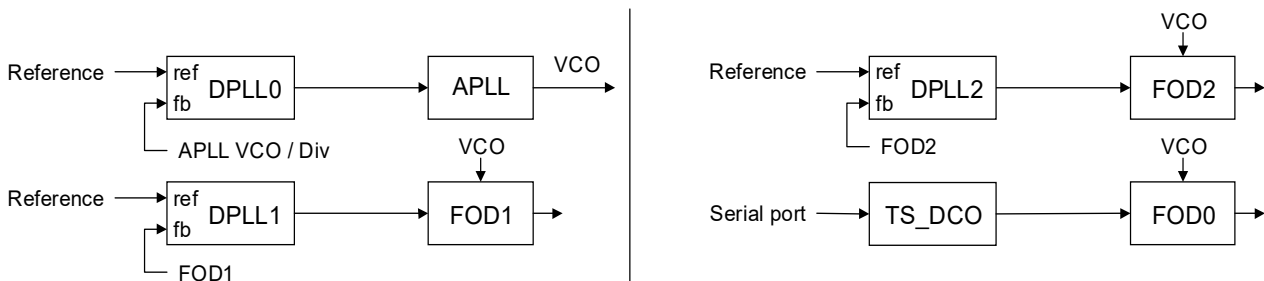 Reference
ref
fb
DPLL0
APLL
VCO
APLL VCO / Div
Reference
ref
fb
DPLL1
VCO
FOD1
FOD1
Reference
ref
fb
DPLL2
VCO
FOD2
FOD2
Serial port
TS_DCO
VCO
FOD0